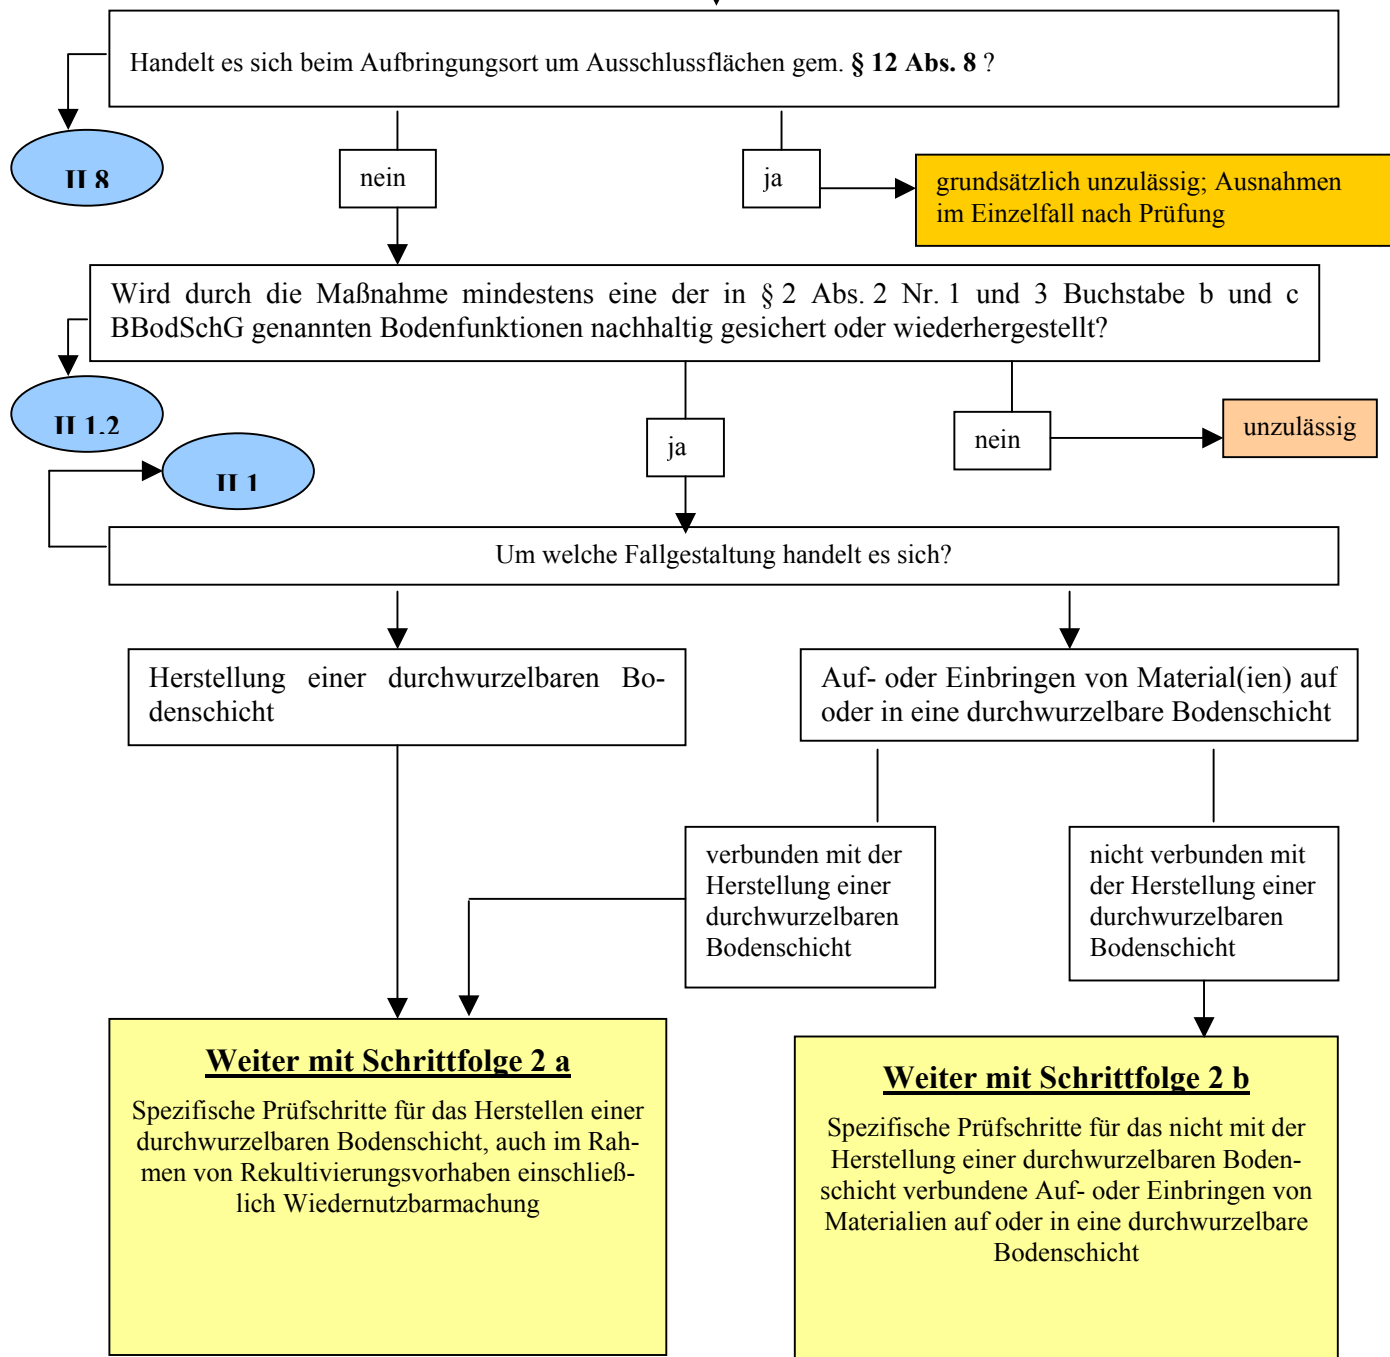 Handelt es sich beim Aufbringungsort um Ausschlussflächen gem. § 12 Abs. 8 ?
II 8
nein
ja
grundsätzlich unzulässig; Ausnahmen
im Einzelfall nach Prüfung
Wird durch die Maßnahme mindestens eine der in § 2 Abs. 2 Nr. 1 und 3 Buchstabe b und c
BBodSchG genannten Bodenfunktionen nachhaltig gesichert oder wiederhergestellt?
II 1,2
ja
nein
unzulässig
II 1
Um welche Fallgestaltung handelt es sich?
Herstellung einer durchwurzelbaren Bo-
denschicht
Auf- oder Einbringen von Material(ien) auf
oder in eine durchwurzelbare Bodenschicht
verbunden mit der
Herstellung einer
durchwurzelbaren
Bodenschicht
nicht verbunden mit
der Herstellung einer
durchwurzelbaren
Bodenschicht
Weiter mit Schrittfolge 2 a
Spezifische Prüfschritte für das Herstellen einer
durchwurzelbaren Bodenschicht, auch im Rah-
men von Rekultivierungsvorhaben einschließ-
lich Wiedernutzbarmachung
Weiter mit Schrittfolge 2 b
Spezifische Prüfschritte für das nicht mit der
Herstellung einer durchwurzelbaren Boden-
schicht verbundene Auf- oder Einbringen von
Materialien auf oder in eine durchwurzelbare
Bodenschicht